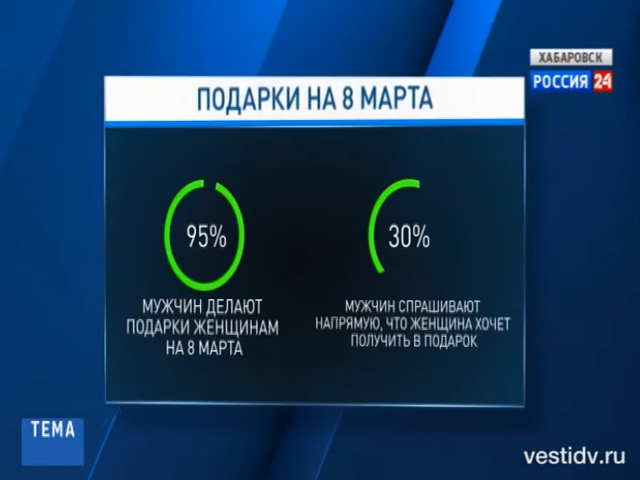 ХАБАРОВСК
РОССИЯ 24
ПОДАРКИ НА 8 МАРТА
95%
МУЖЧИН ДЕЛАЮТ
ПОДАРКИ ЖЕНЩИНАМ
НА 8 МАРТА
30%
МУЖЧИН СПРАШИВАЮТ
НАПРЯМУЮ, ЧТО ЖЕНЩИНА ХОЧЕТ
ПОЛУЧИТЬ В ПОДАРОК
ТЕМА
vestidv.ru